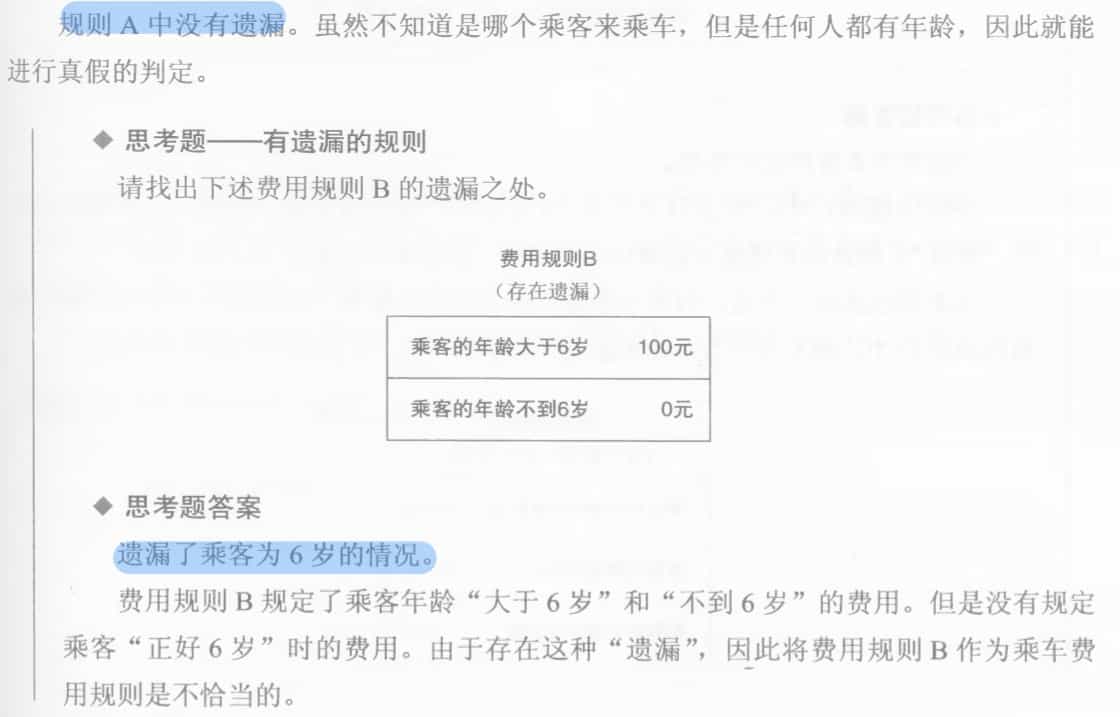 规则 A 中没有遗漏。虽然不知道是哪个乘客来乘车，但是任何人都有年龄，因此就能
进行真假的判定。
◆ 思考题——有遗漏的规则
请找出下述费用规则 B 的遗漏之处。
费用规则B
（存在遗漏）
乘客的年龄大于6岁 100元
乘客的年龄不到6岁 0元
◆ 思考题答案
遗漏了乘客为 6 岁的情况。
费用规则 B 规定了乘客年龄“大于 6 岁”和“不到 6 岁”的费用。但是没有规定
乘客“正好 6 岁”时的费用。由于存在这种“遗漏”，因此将费用规则 B 作为乘车费
用规则是不恰当的。